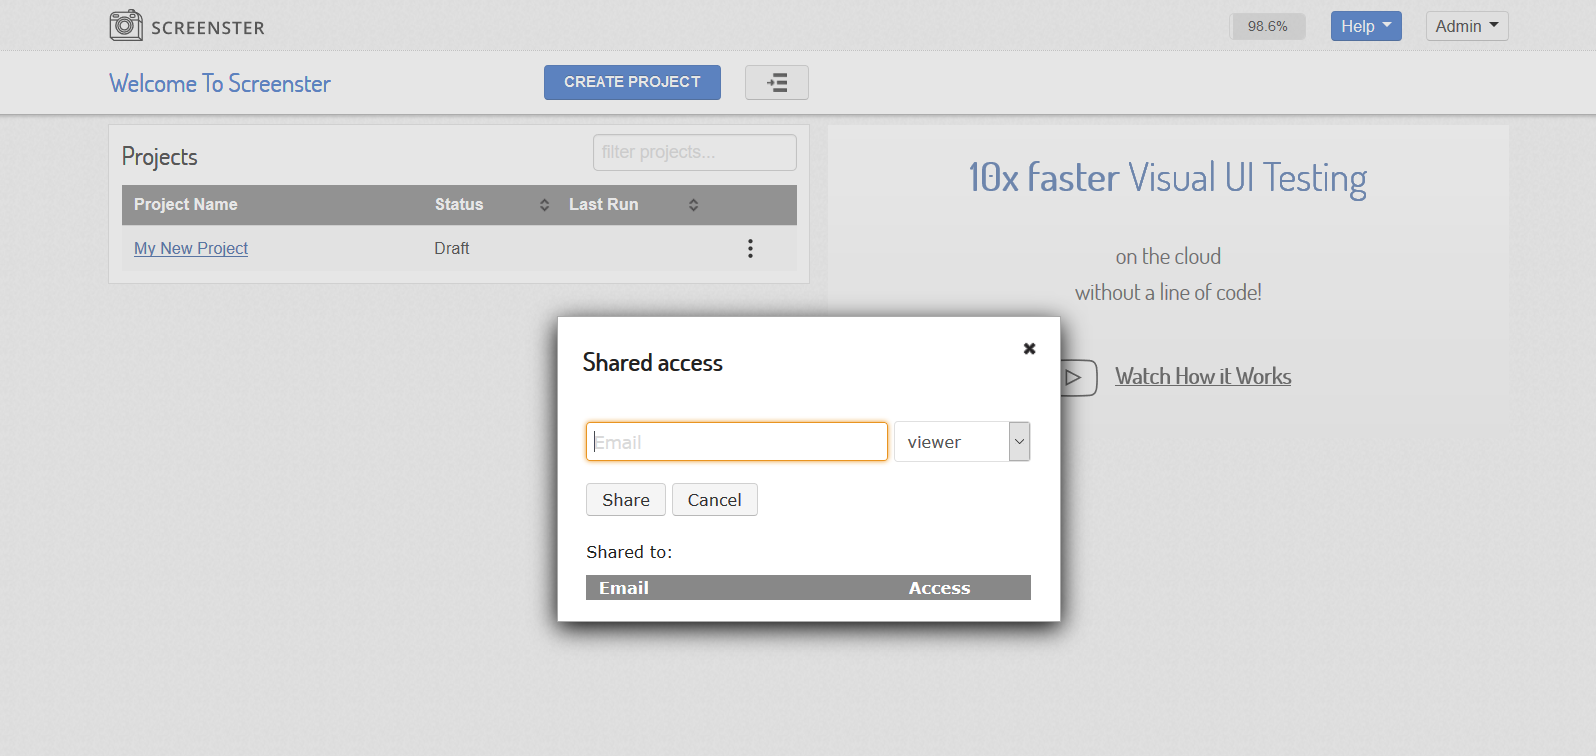 SCREENSTER
98.6%
Help
Admin
Welcome To Screenster
CREATE PROJECT
Projects
filter projects...
Project Name Status Last Run
My New Project Draft
10x faster Visual UI Testing
on the cloud
without a line of code!
Watch How it Works
Shared access
Email
viewer
Share
Cancel
Shared to:
Email Access